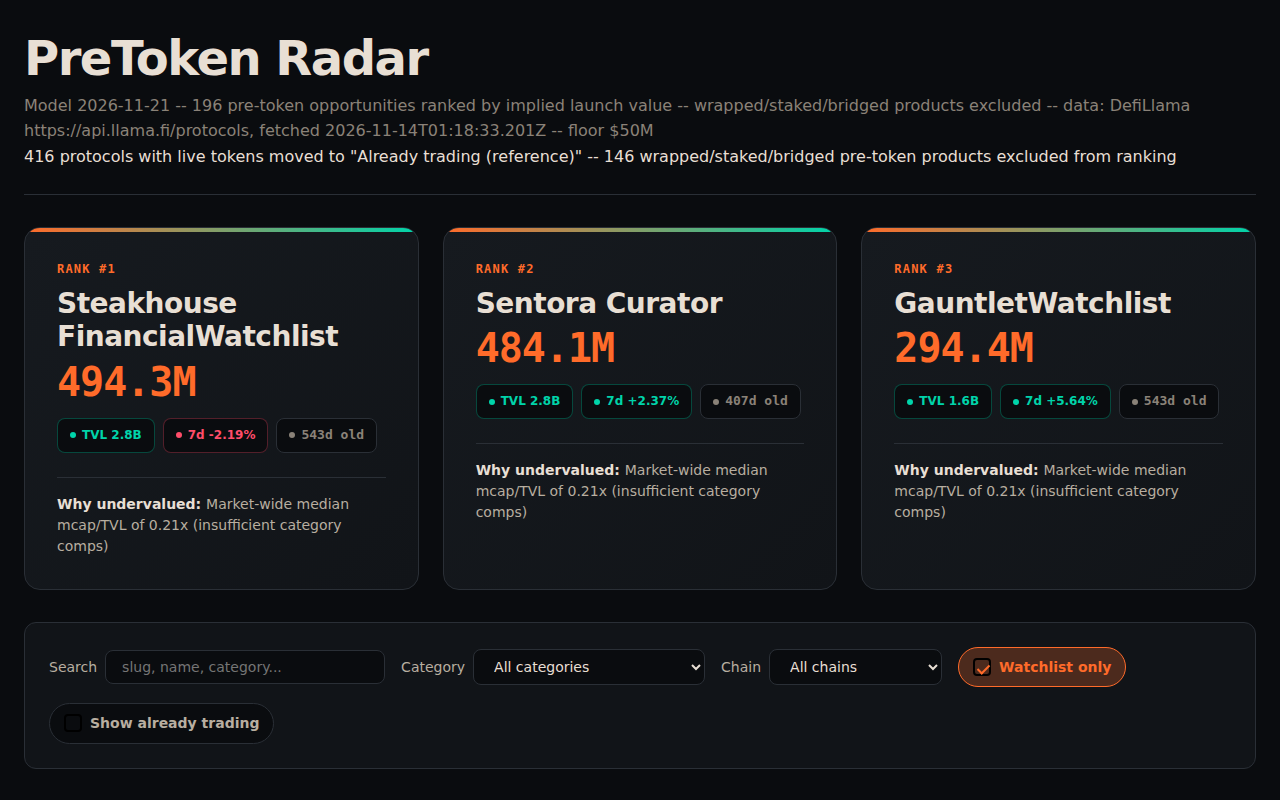 PreToken Radar
Model 2026-11-21 -- 196 pre-token opportunities ranked by implied launch value -- wrapped/staked/bridged products excluded -- data: DefiLlama
https://api.llama.fi/protocols, fetched 2026-11-14T01:18:33.201Z -- floor $50M
416 protocols with live tokens moved to "Already trading (reference)" -- 146 wrapped/staked/bridged pre-token products excluded from ranking
RANK #1
Steakhouse
FinancialWatchlist
494.3M
TVL 2.8B
7d -2.19%
543d old
Why undervalued: Market-wide median
mcap/TVL of 0.21x (insufficient category
comps)
RANK #2
Sentora Curator
484.1M
TVL 2.8B
7d +2.37%
407d old
Why undervalued: Market-wide median
mcap/TVL of 0.21x (insufficient category
comps)
RANK #3
GauntletWatchlist
294.4M
TVL 1.6B
7d +5.64%
543d old
Why undervalued: Market-wide median
mcap/TVL of 0.21x (insufficient category
comps)
Search
slug, name, category...
Category
All categories
Chain
All chains
Watchlist only
Show already trading